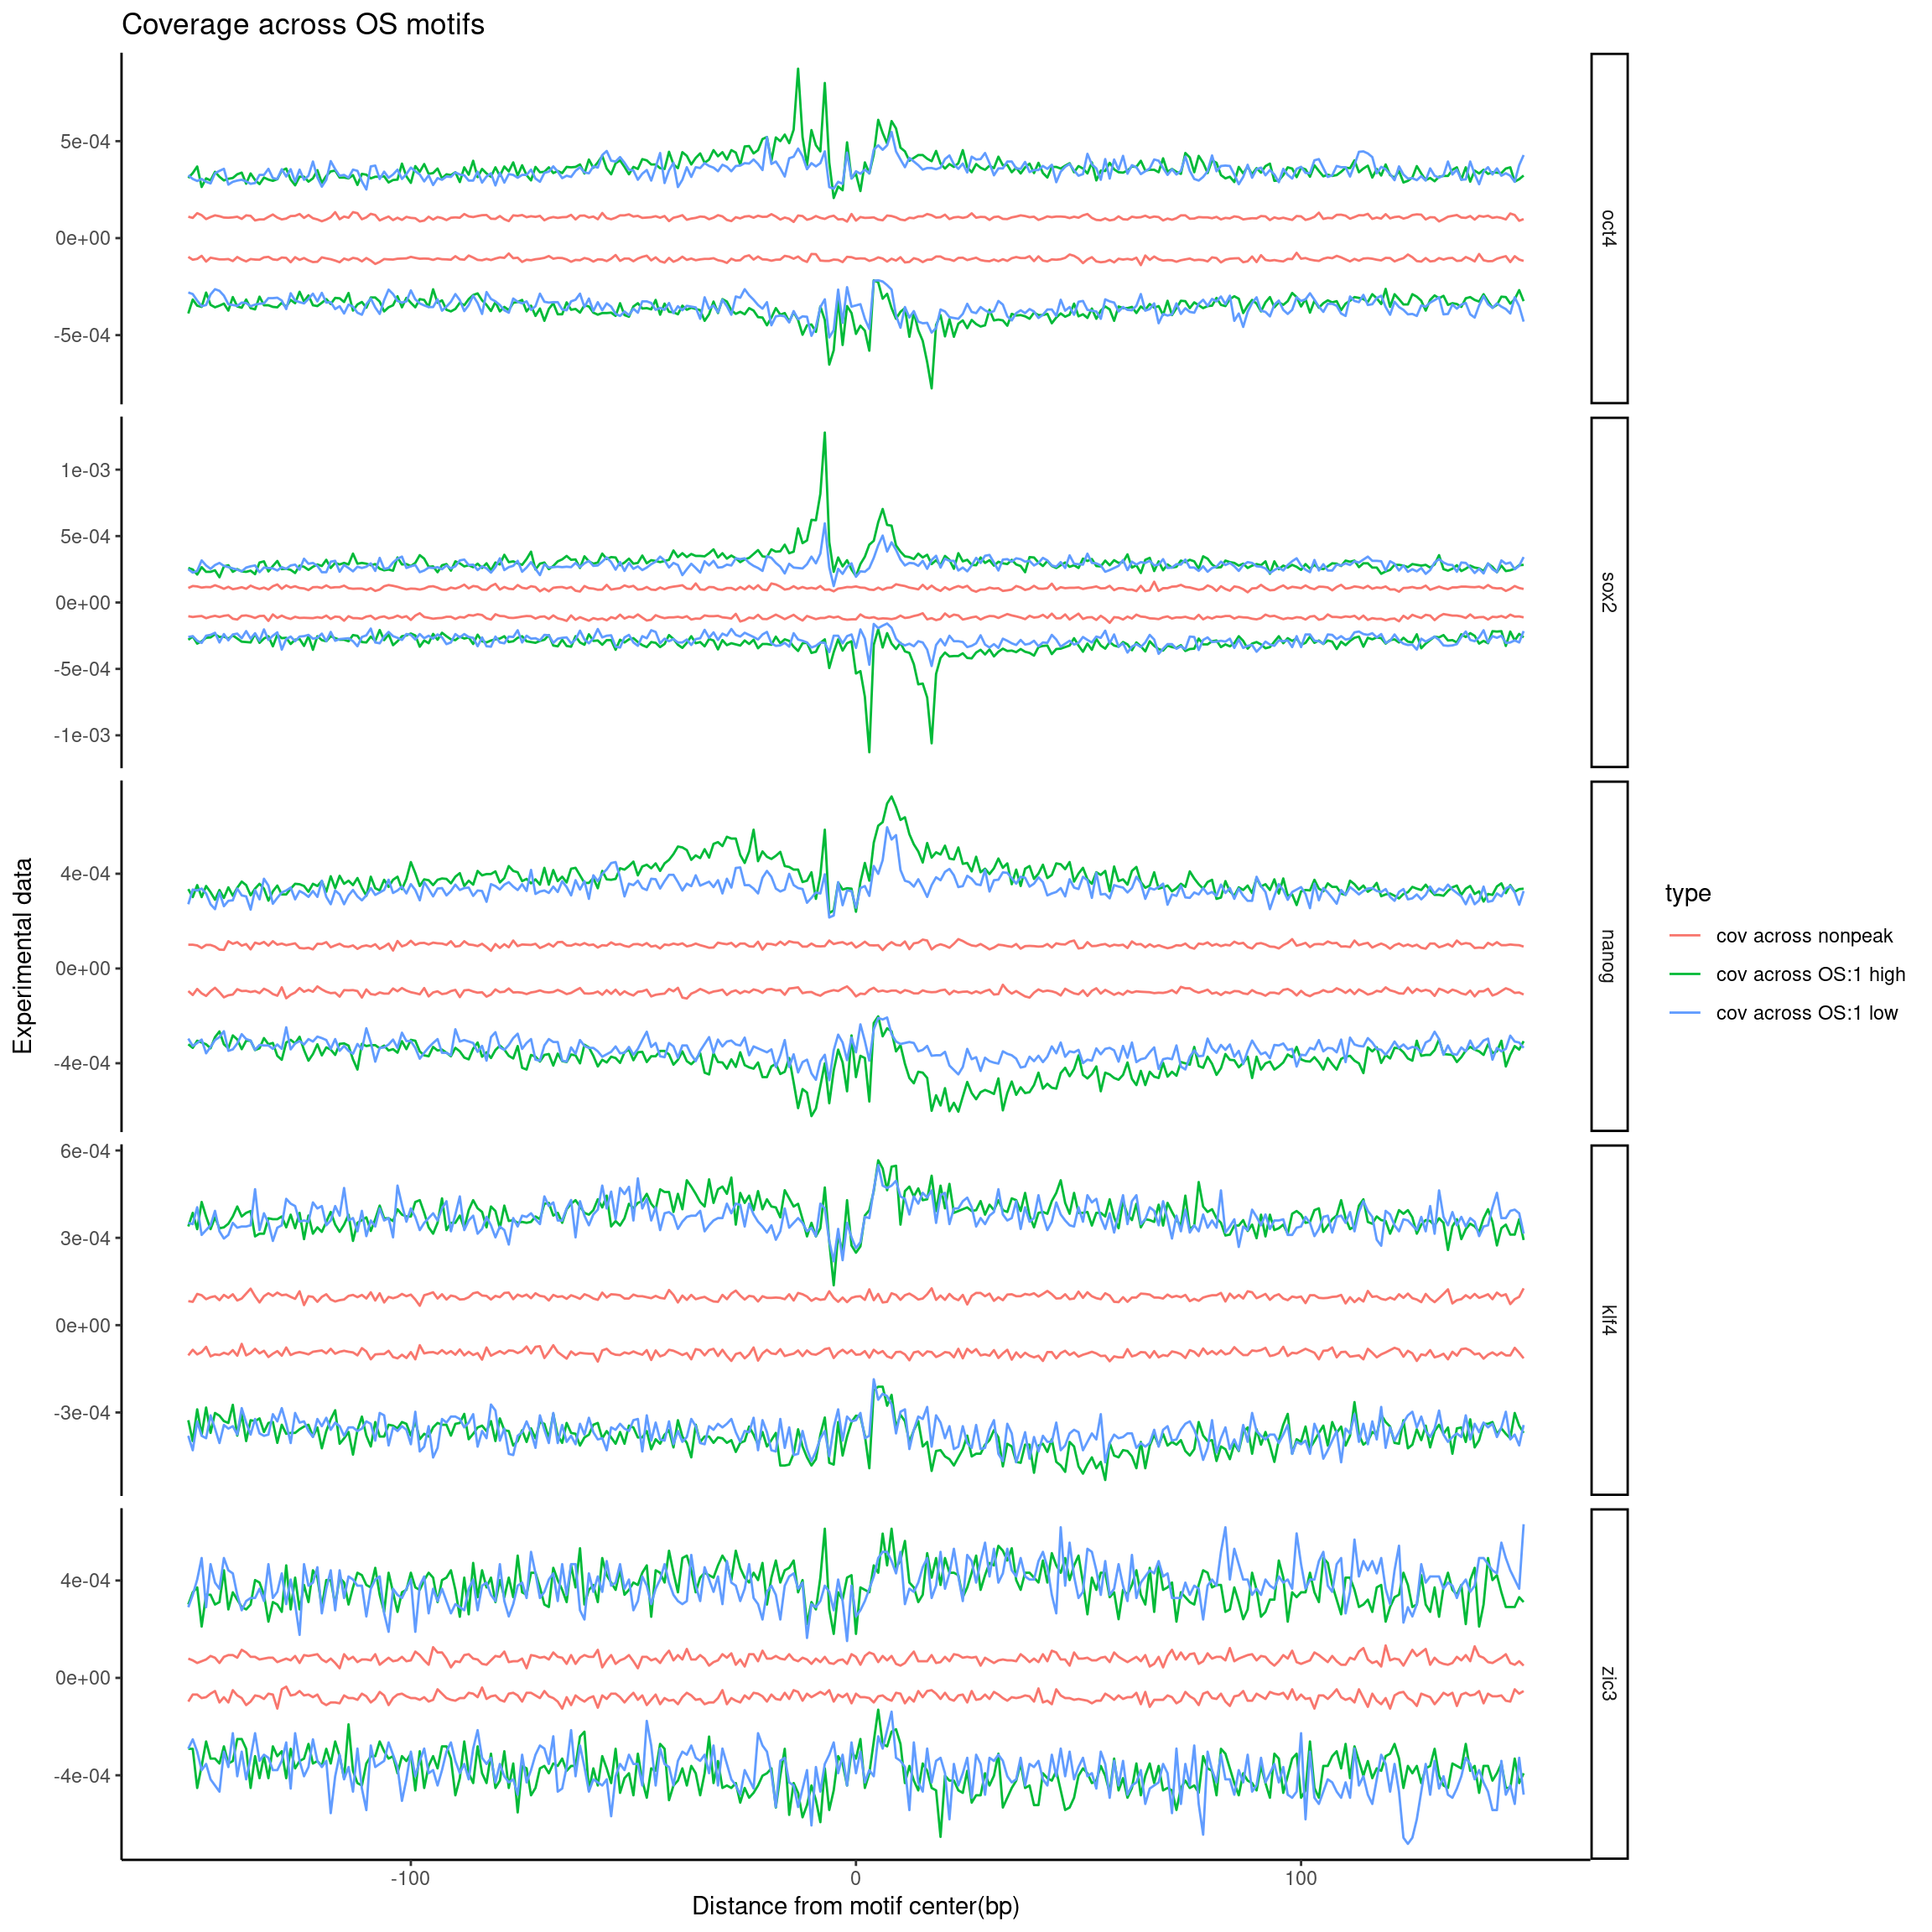 Coverage across OS motifs
5e-04
0e+00
-5e-04
oct4
1e-03
5e-04
0e+00
-5e-04
-1e-03
sox2
4e-04
0e+00
-4e-04
nanog
6e-04
3e-04
0e+00
-3e-04
klf4
4e-04
0e+00
-4e-04
zic3
Experimental data
-100
0
100
Distance from motif center(bp)
type
cov across nonpeak
cov across OS:1 high
cov across OS:1 low